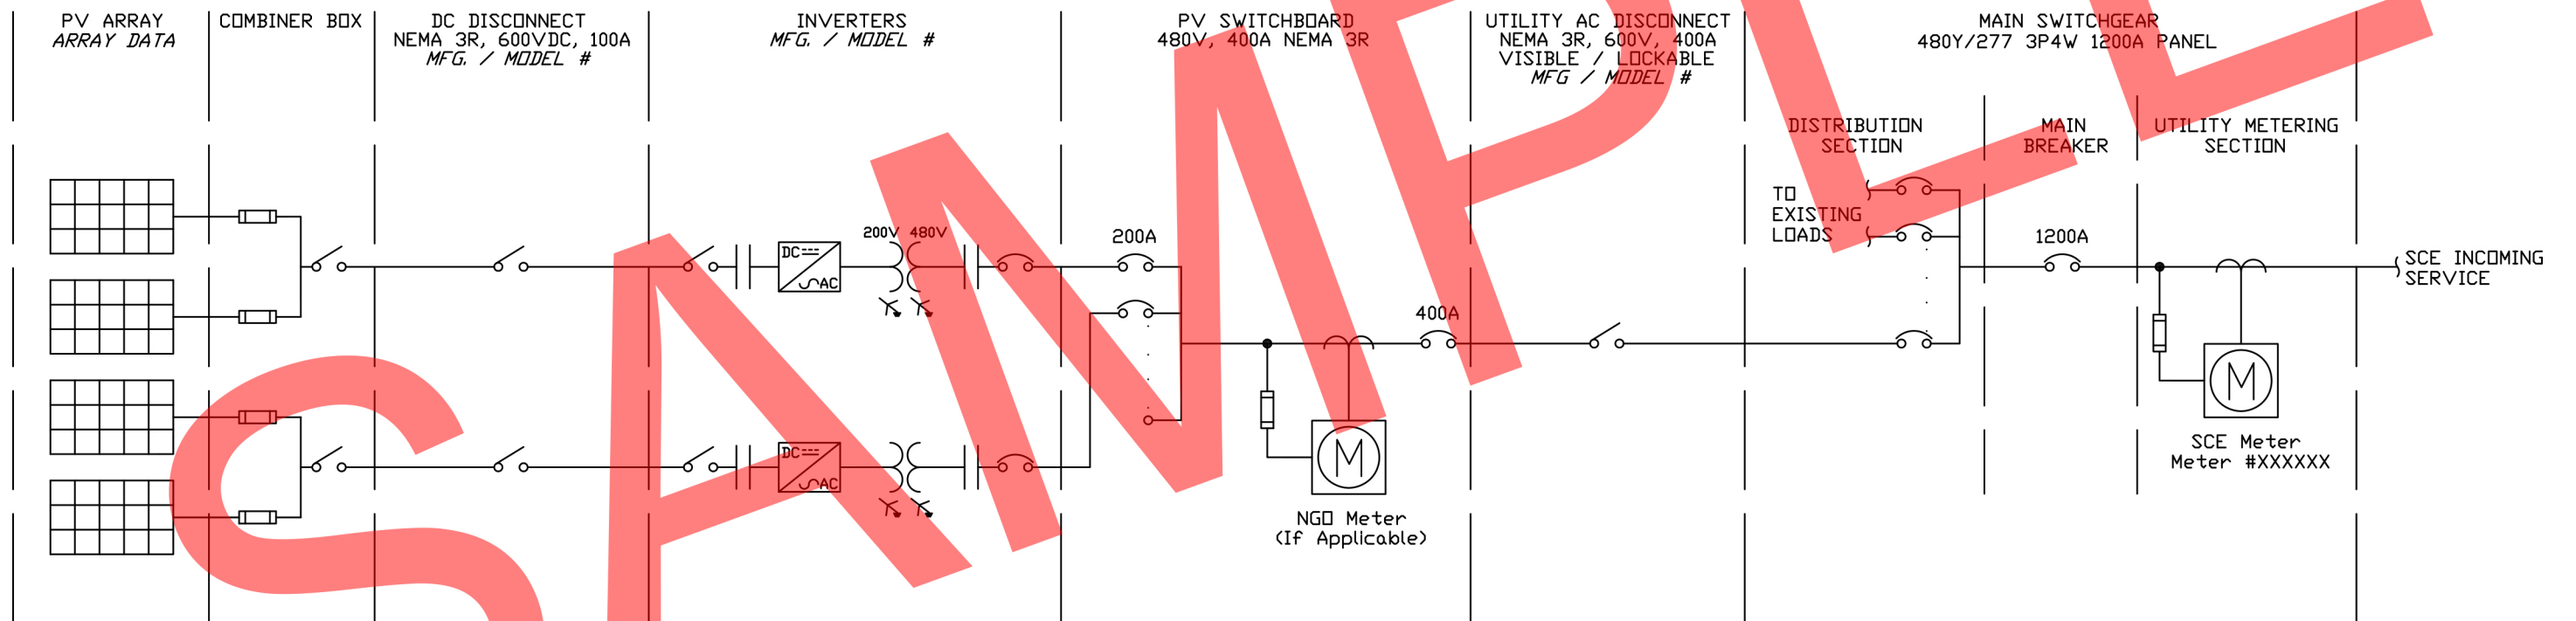 PV ARRAY
ARRAY DATA
COMBINER BOX
DC DISCONNECT
NEMA 3R, 600VDC, 100A
MFG. / MODEL #
INVERTERS
MFG. / MODEL #
PV SWITCHBOARD
480V, 400A NEMA 3R
UTILITY AC DISCONNECT
NEMA 3R, 600V, 400A
VISIBLE / LOCKABLE
MFG / MODEL #
MAIN SWITCHGEAR
480Y/277 3P4W 1200A PANEL
DISTRIBUTION
SECTION
MAIN
BREAKER
UTILITY METERING
SECTION
TO
EXISTING
LOADS
200V 480V
DC
AC
200A
400A
1200A
SCE INCOMING
SERVICE
DC
AC
M
NGO Meter
(If Applicable)
M
SCE Meter
Meter #XXXXXX
SAMPLE